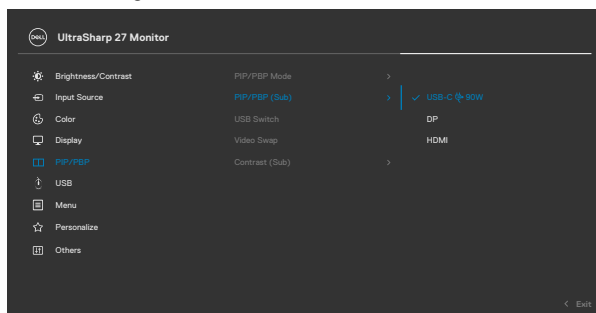 DELL UltraSharp 27 Monitor
Brightness/Contrast PIP/PBP Mode >
Input Source PIP/PBP (Sub) > ✓ USB-C 90W
Color USB Switch DP
Display Video Swap HDMI
PIP/PBP Contrast (Sub) >
USB
Menu
Personalize
Others
< Exit